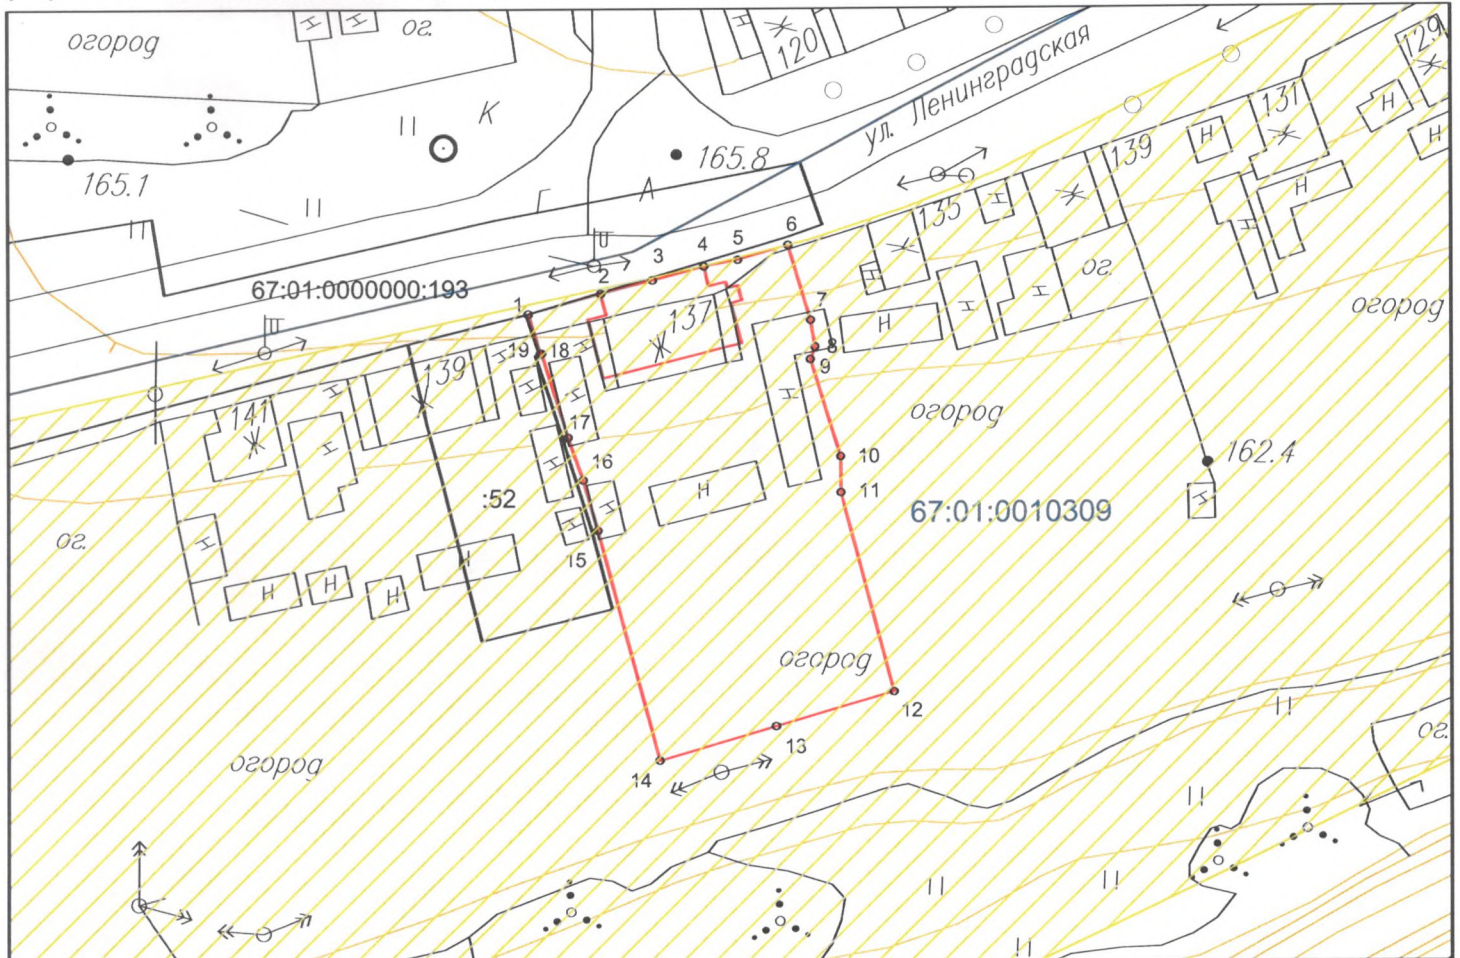 огород
Н
Н
ог.
Ж
120
Н
К
165.1
165.8
ул. Ленинградская
Г
А
129
Ж
131
Ж
Н
Н
Н
139
Ж
Н
Н
Н
135
Ж
Н
ог.
огород
67:01:0000000:193
1
2
3
4
5
6
7
8
9
10
11
12
13
14
15
16
17
18
19
137
Ж
Н
Н
Н
Н
Н
139
Ж
Н
Н
Н
141
Ж
Н
Н
огород
162.4
Н
:52
67:01:0010309
ог.
Н
Н
Н
Н
Н
Н
Н
Н
Н
огород
огород
ог.